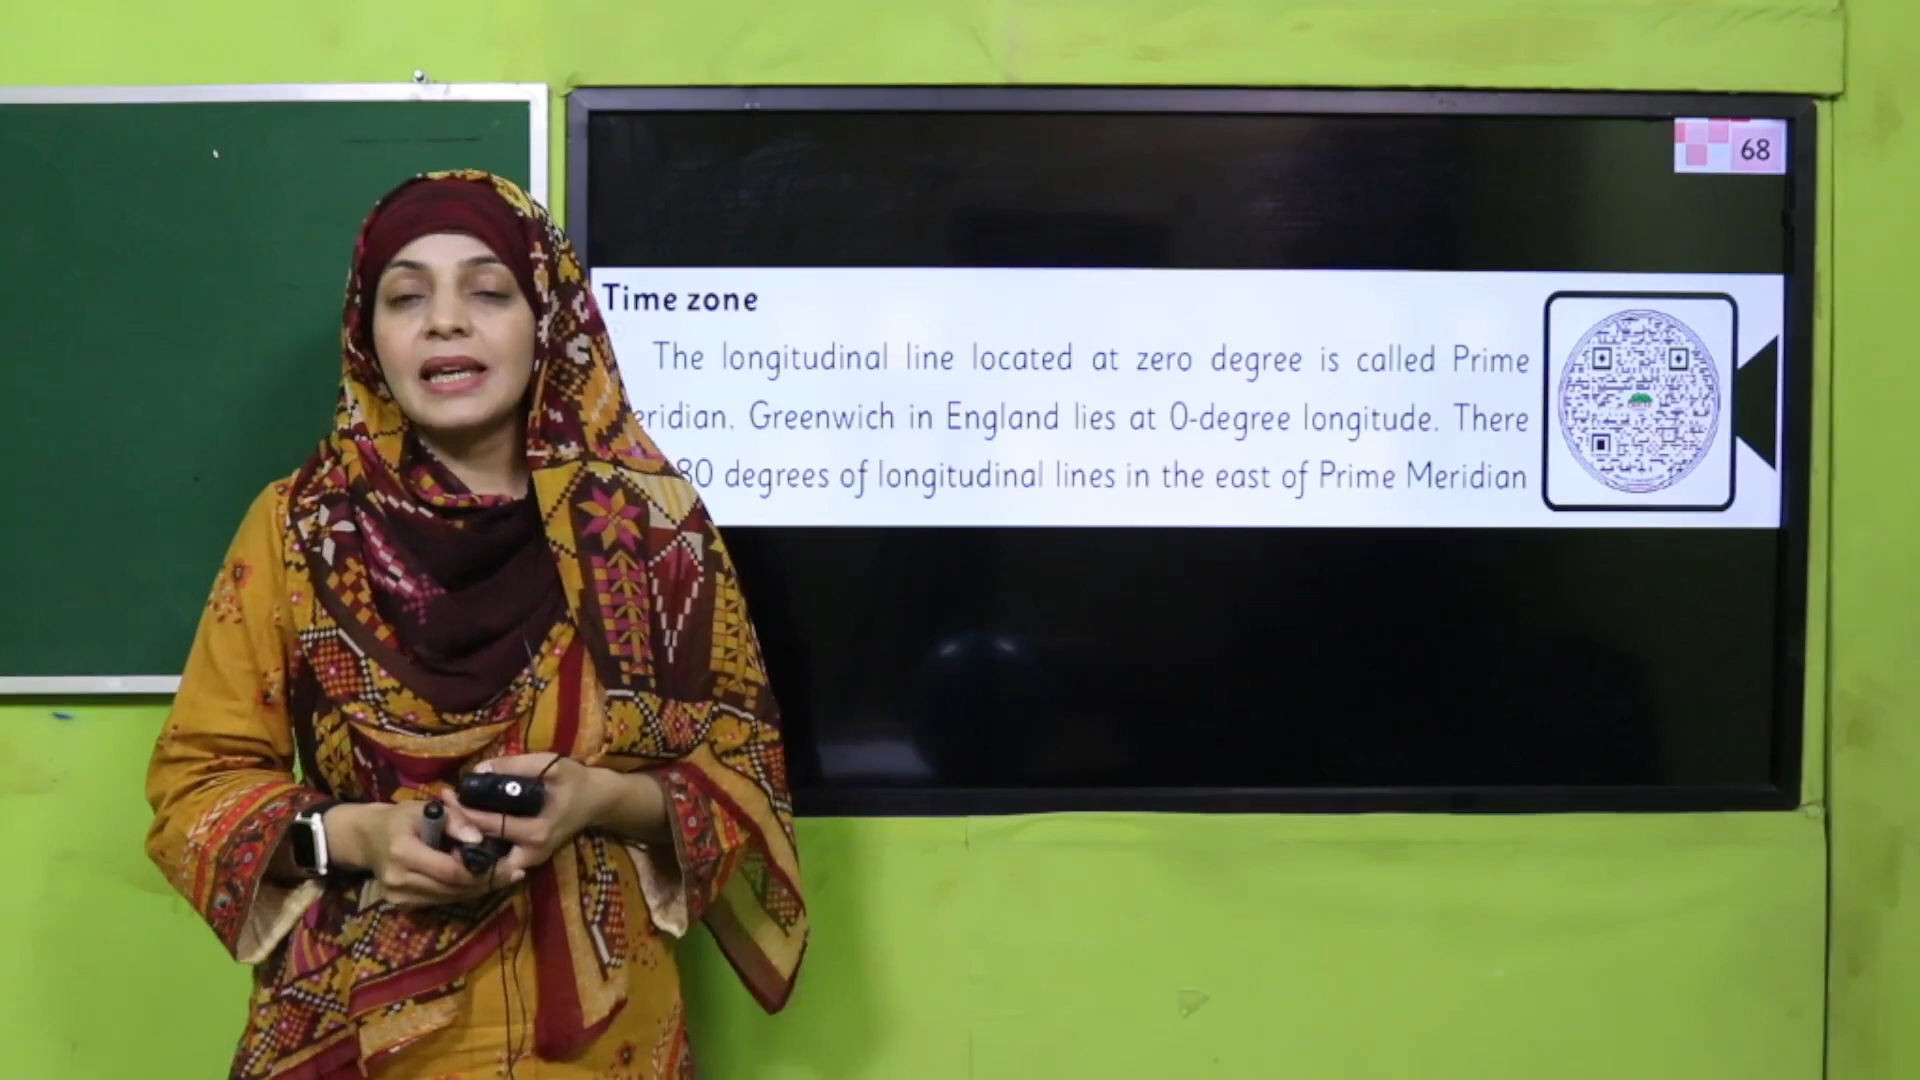 68
Time zone
The longitudinal line located at zero degree is called Prime
eridian. Greenwich in England lies at 0-degree longitude. There
80 degrees of longitudinal lines in the east of Prime Meridian